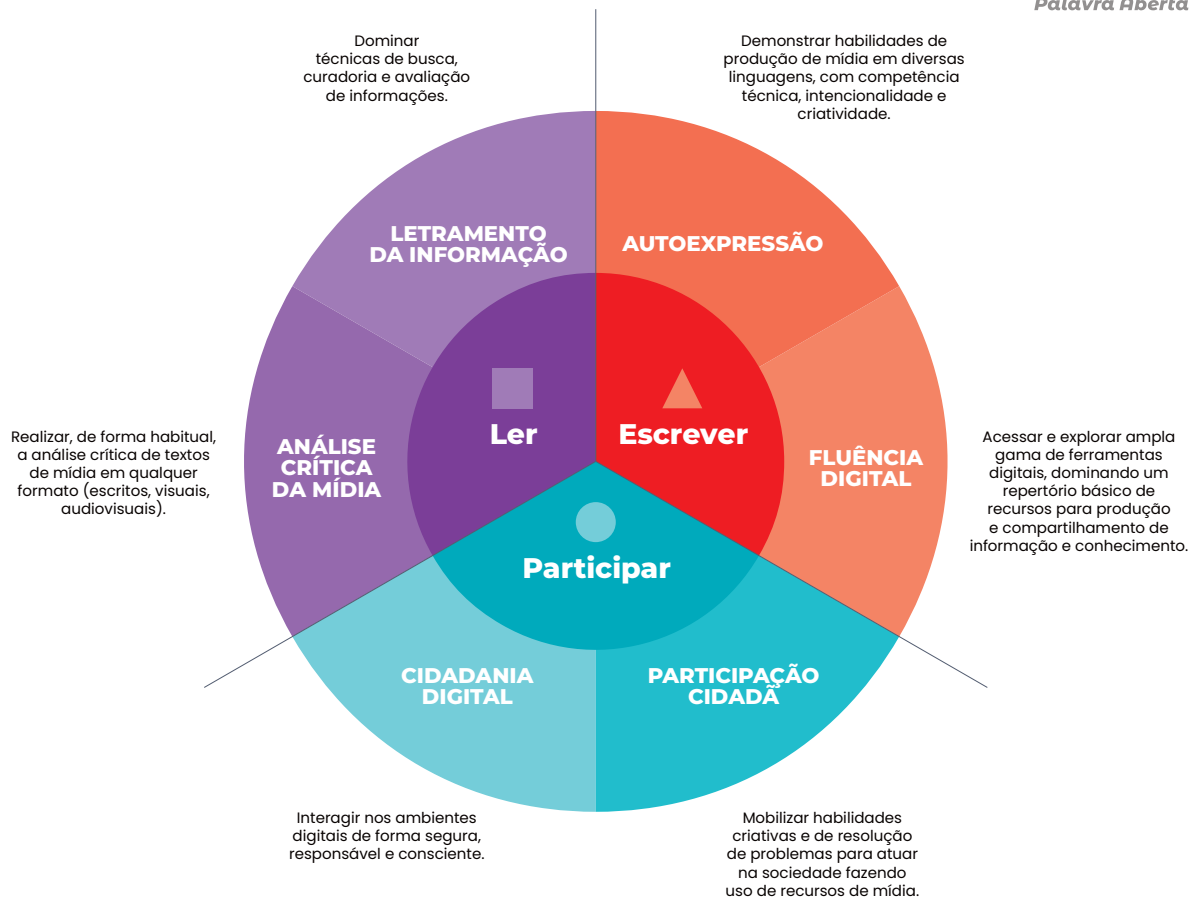 Palavra Aberta
Dominar
técnicas de busca,
curadoria e avaliação
de informações.
Demonstrar habilidades de
produção de mídia em diversas
linguagens, com competência
técnica, intencionalidade e
criatividade.
LETRAMENTO
DA INFORMAÇÃO
AUTOEXPRESSÃO
Ler
Escrever
Realizar, de forma habitual,
a análise crítica de textos
de mídia em qualquer
formato (escritos, visuais,
audiovisuais).
ANÁLISE
CRÍTICA
DA MÍDIA
FLUÊNCIA
DIGITAL
Acessar e explorar ampla
gama de ferramentas
digitais, dominando um
repertório básico de
recursos para produção
e compartilhamento de
informação e conhecimento.
Participar
CIDADANIA
DIGITAL
PARTICIPAÇÃO
CIDADÃ
Interagir nos ambientes
digitais de forma segura,
responsável e consciente.
Mobilizar habilidades
criativas e de resolução
de problemas para atuar
na sociedade fazendo
uso de recursos de mídia.